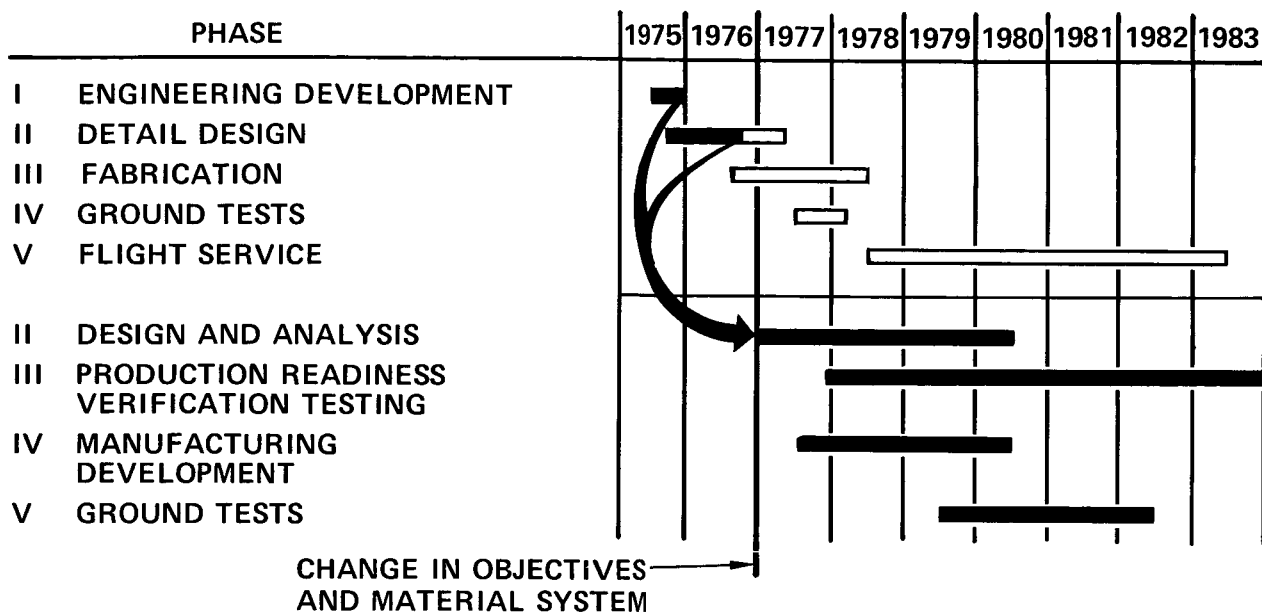 PHASE 1975 1976 1977 1978 1979 1980 1981 1982 1983
I ENGINEERING DEVELOPMENT
II DETAIL DESIGN
III FABRICATION
IV GROUND TESTS
V FLIGHT SERVICE
II DESIGN AND ANALYSIS
III PRODUCTION READINESS
VERIFICATION TESTING
IV MANUFACTURING
DEVELOPMENT
V GROUND TESTS
CHANGE IN OBJECTIVES
AND MATERIAL SYSTEM